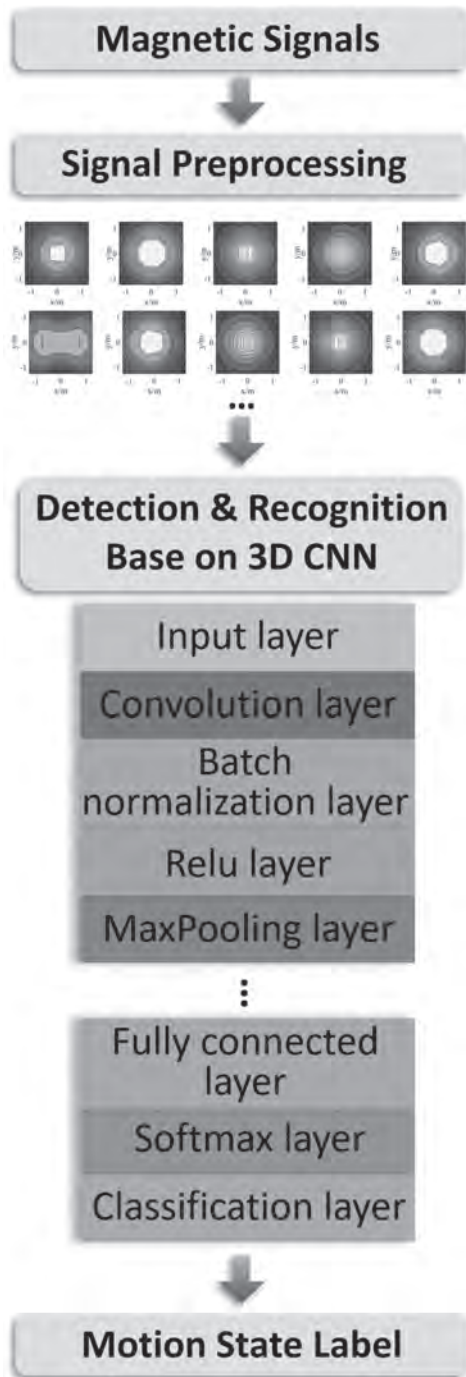 Magnetic Signals
Signal Preprocessing
...
Detection & Recognition
Base on 3D CNN
Input layer
Convolution layer
Batch
normalization layer
Relu layer
MaxPooling layer
Fully connected
layer
Softmax layer
Classification layer
Motion State Label